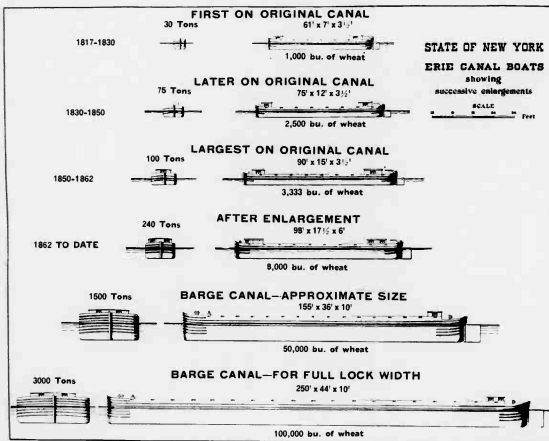 FIRST ON ORIGINAL CANAL
30 Tons
61' x 7' x 3½'
1817-1830
1,000 bu. of wheat
STATE OF NEW YORK
ERIE CANAL BOATS
showing
successive enlargements
SCALE
Feet
LATER ON ORIGINAL CANAL
75 Tons
75' x 12' x 3½'
1830-1850
2,500 bu. of wheat
LARGEST ON ORIGINAL CANAL
100 Tons
90' x 15' x 3½'
1850-1862
3,333 bu. of wheat
AFTER ENLARGEMENT
240 Tons
98' x 17½ x 6'
1862 TO DATE
8,000 bu. of wheat
BARGE CANAL—APPROXIMATE SIZE
1500 Tons
155' x 36' x 10'
50,000 bu. of wheat
BARGE CANAL—FOR FULL LOCK WIDTH
3000 Tons
250' x 44' x 10'
100,000 bu. of wheat